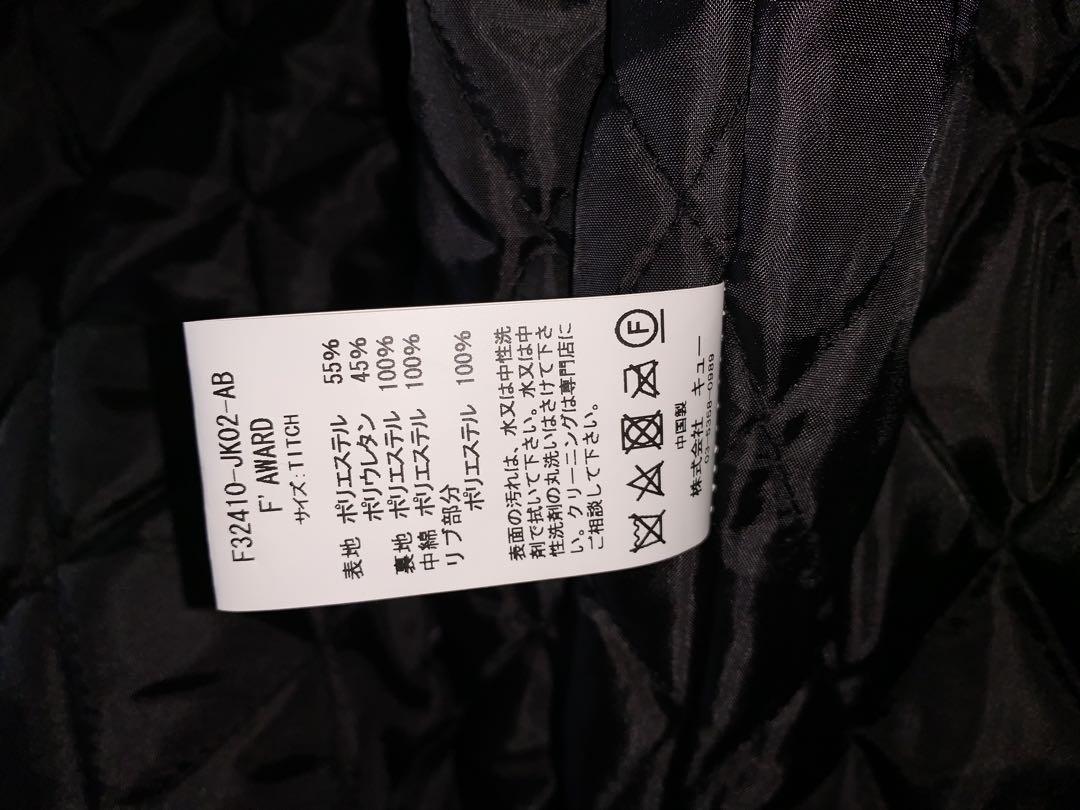 F32410-JK02-AB
F'AWARD
サイズ:TITCH
表地 ポリエステル 55%
ポリウレタン 45%
裏地 ポリエステル 100%
中綿 ポリエステル 100%
リブ部分
ポリエステル 100%
表面の汚れは、水又は中性洗
剤で拭いて下さい。水又は中
性洗剤の丸洗いはさけて下さ
い。クリーニングは専門店に
ご相談して下さい。
F
中国製
株式会社 キュー
03-5358-0989